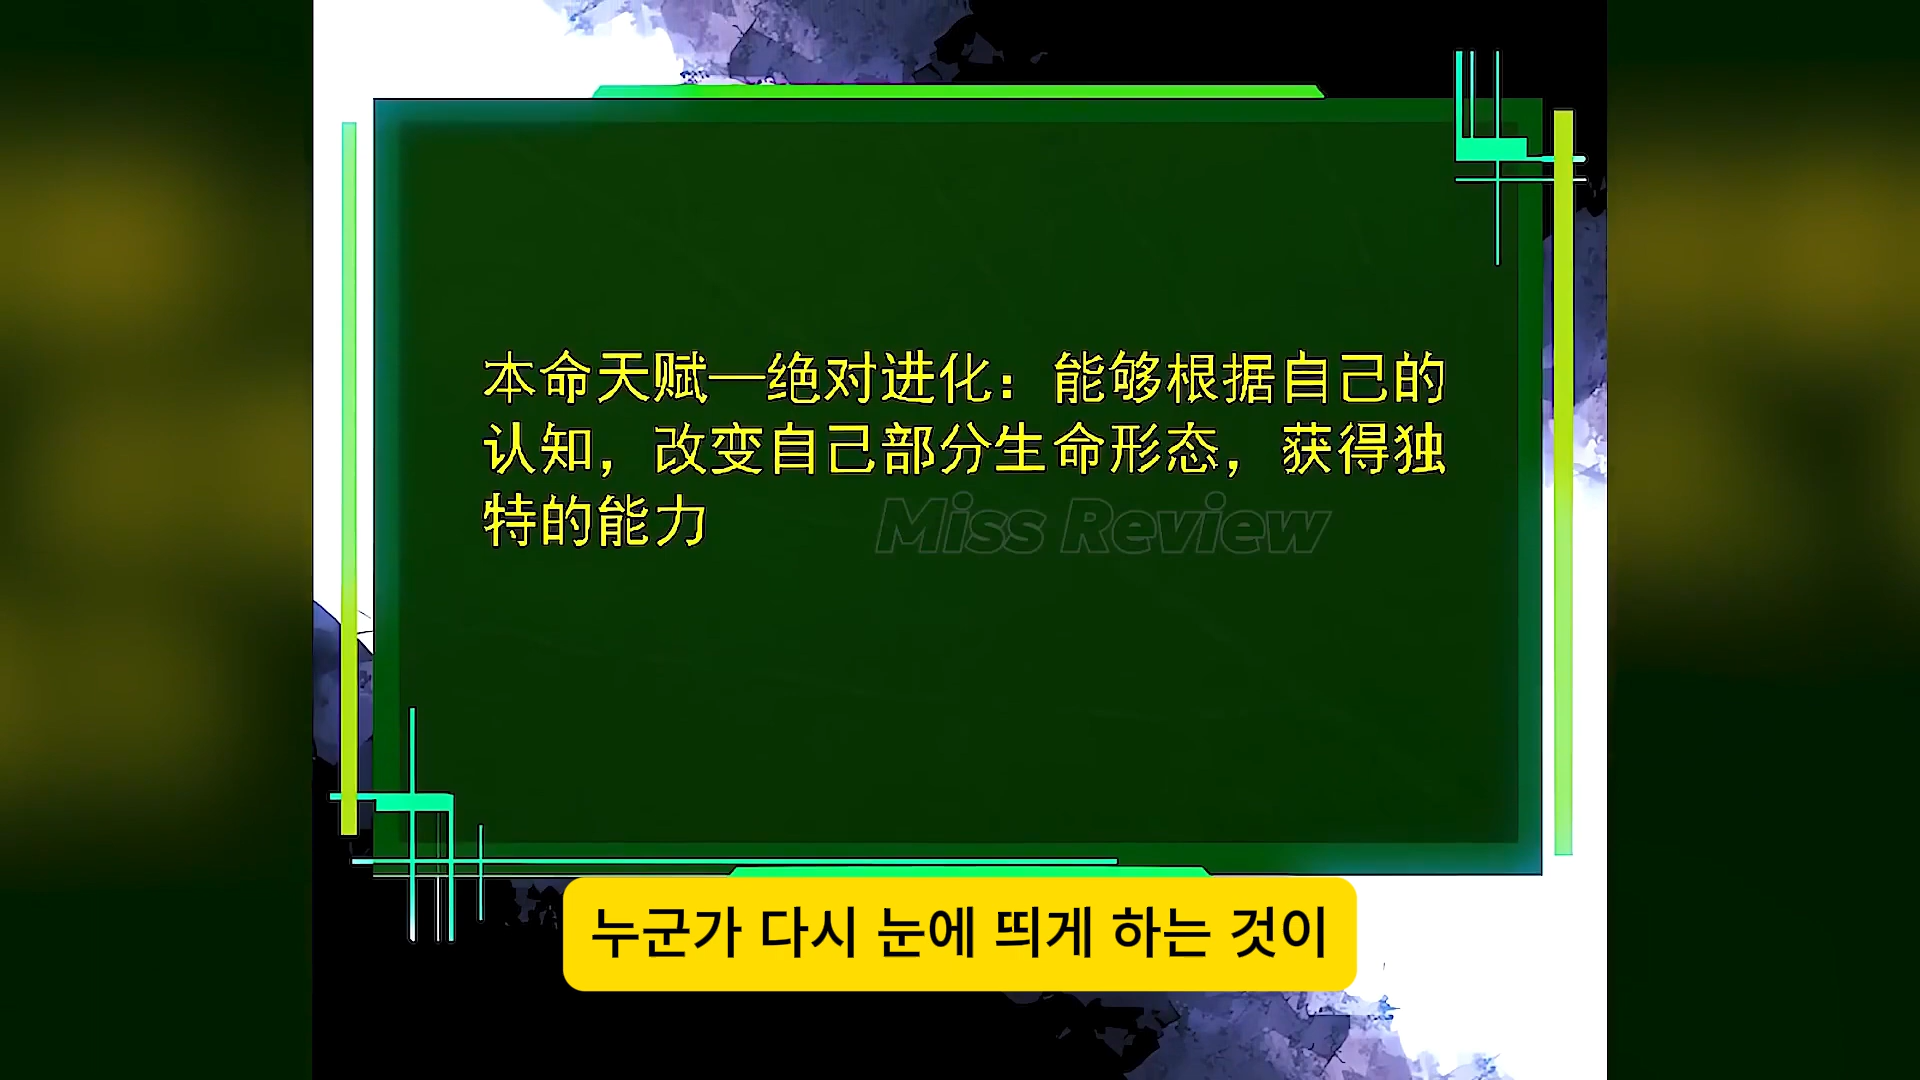 本命天赋—绝对进化：能够根据自己的
认知，改变自己部分生命形态，获得独
特的能力
Miss Review
누군가 다시 눈에 띄게 하는 것이